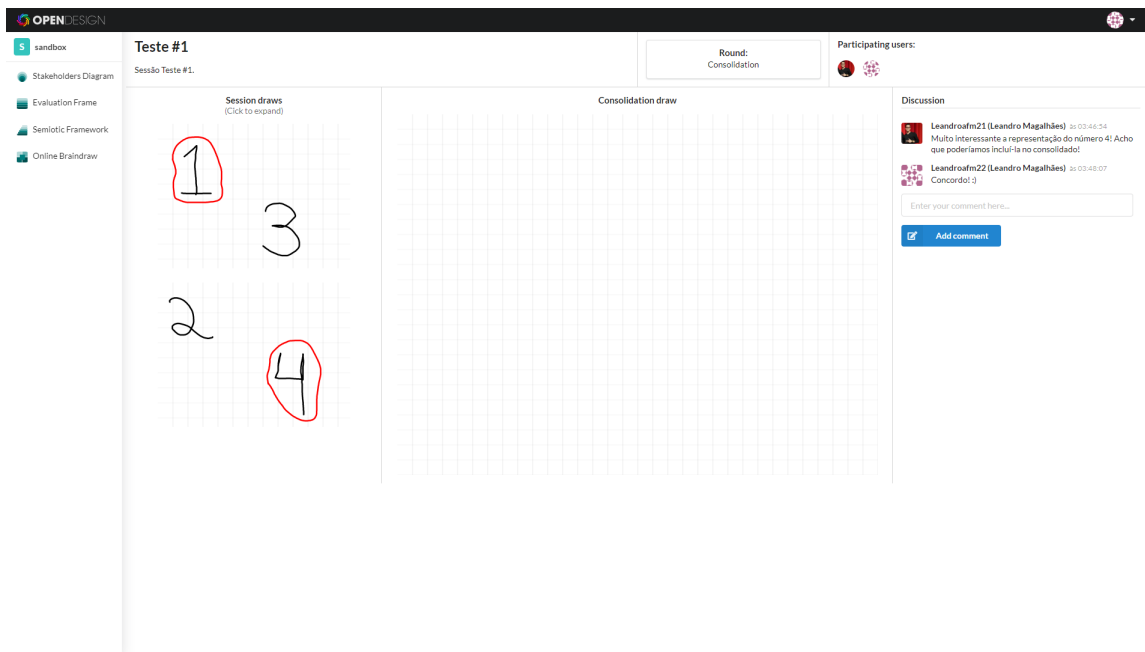 OPENDESIGN
S sandbox
Stakeholders Diagram
Evaluation Frame
Semiotic Framework
Online Braindraw
Teste #1
Sessão Teste #1.
Round:
Consolidation
Participating users:
Session draws
(Click to expand)
1
3
2
4
Consolidation draw
Discussion
Leandroafm21 (Leandro Magalhães) às 03:46:54
Muito interessante a representação do número 4! Acho
que poderíamos incluí-la no consolidado!
Leandroafm22 (Leandro Magalhães) às 03:48:07
Concordo! :)
Enter your comment here...
Add comment